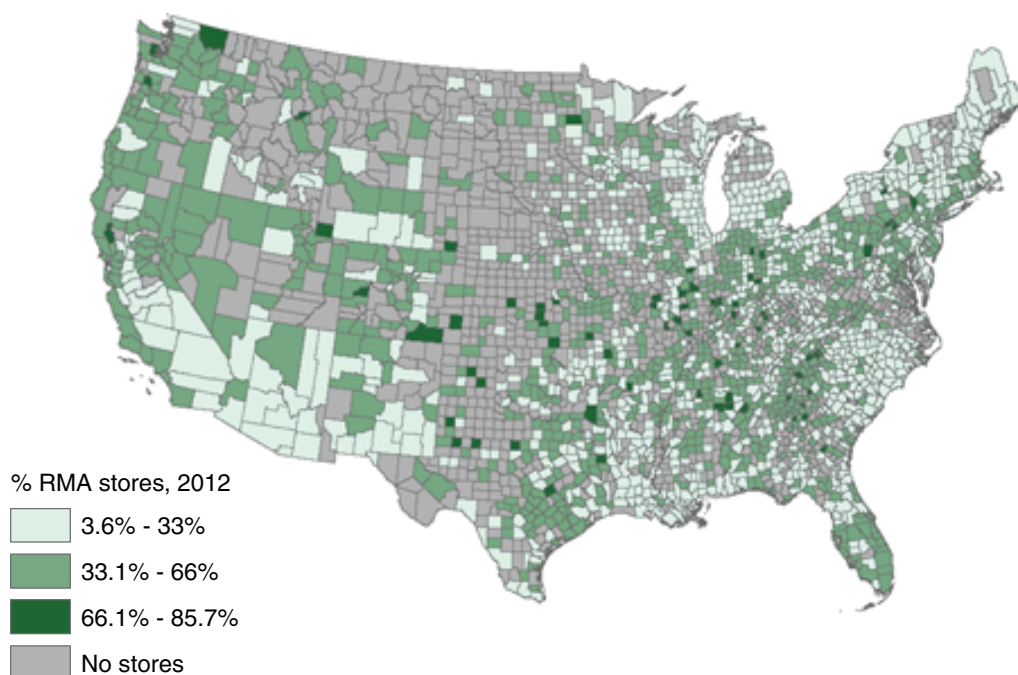 % RMA stores, 2012
3.6% - 33%
33.1% - 66%
66.1% - 85.7%
No stores